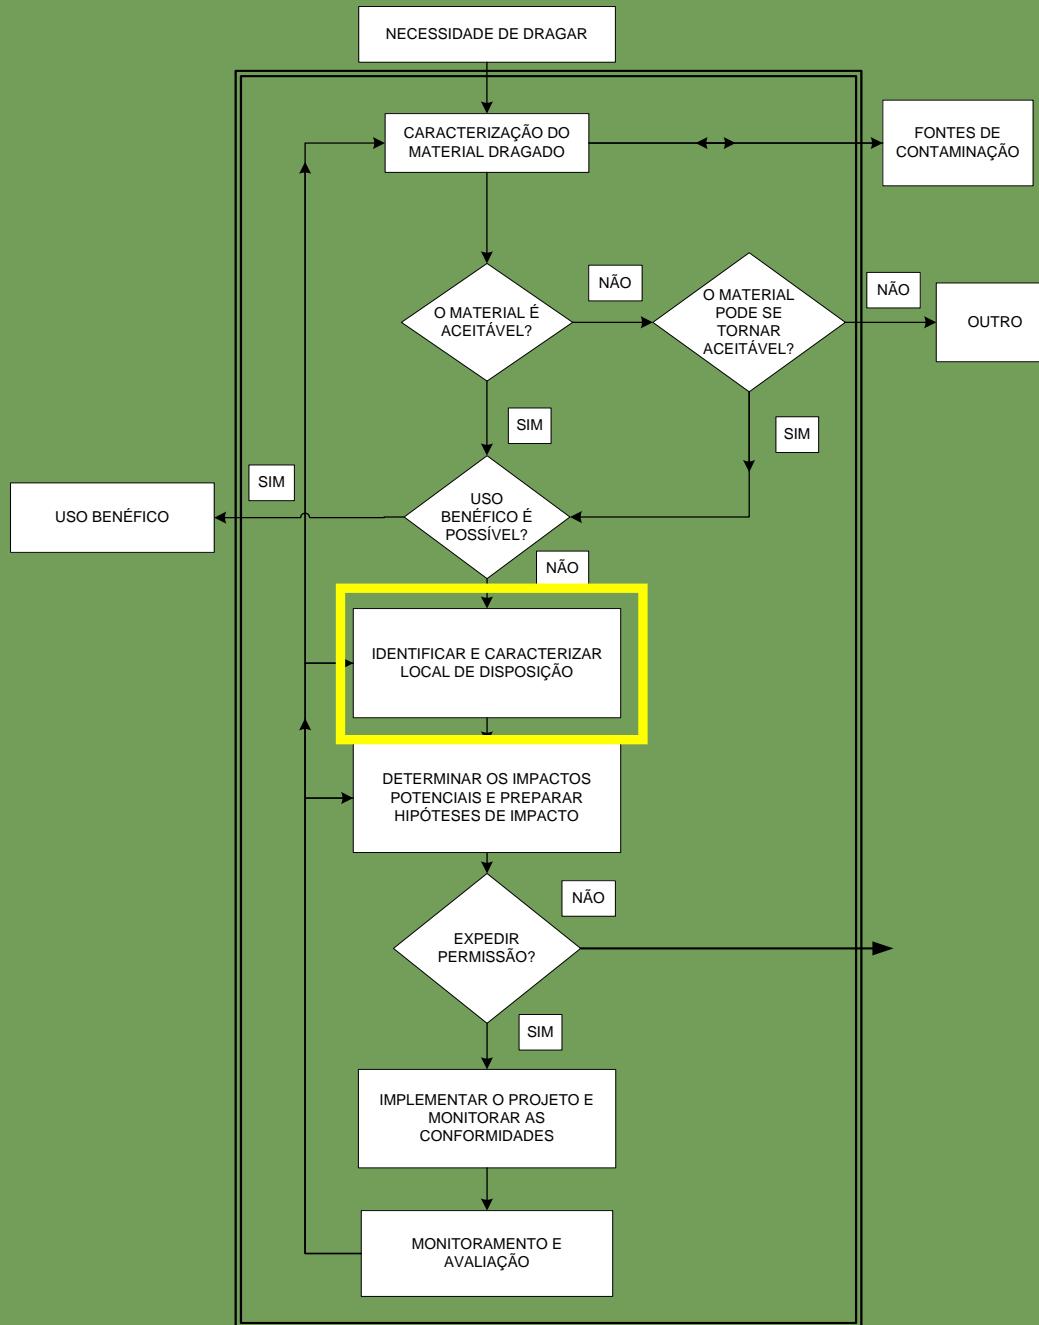 NECESSIDADE DE DRAGAR
CARACTERIZAÇÃO DO
MATERIAL DRAGADO
FONTES DE
CONTAMINAÇÃO
O MATERIAL É
ACEITÁVEL?
NÃO
O MATERIAL
PODE SE
TORNAR
ACEITÁVEL?
NÃO
OUTRO
SIM
SIM
USO BENÉFICO
SIM
USO
BENÉFICO É
POSSÍVEL?
NÃO
IDENTIFICAR E CARACTERIZAR
LOCAL DE DISPOSIÇÃO
DETERMINAR OS IMPACTOS
POTENCIAIS E PREPARAR
HIPÓTESES DE IMPACTO
NÃO
EXPEDIR
PERMISSÃO?
SIM
IMPLEMENTAR O PROJETO E
MONITORAR AS
CONFORMIDADES
MONITORAMENTO E
AVALIAÇÃO